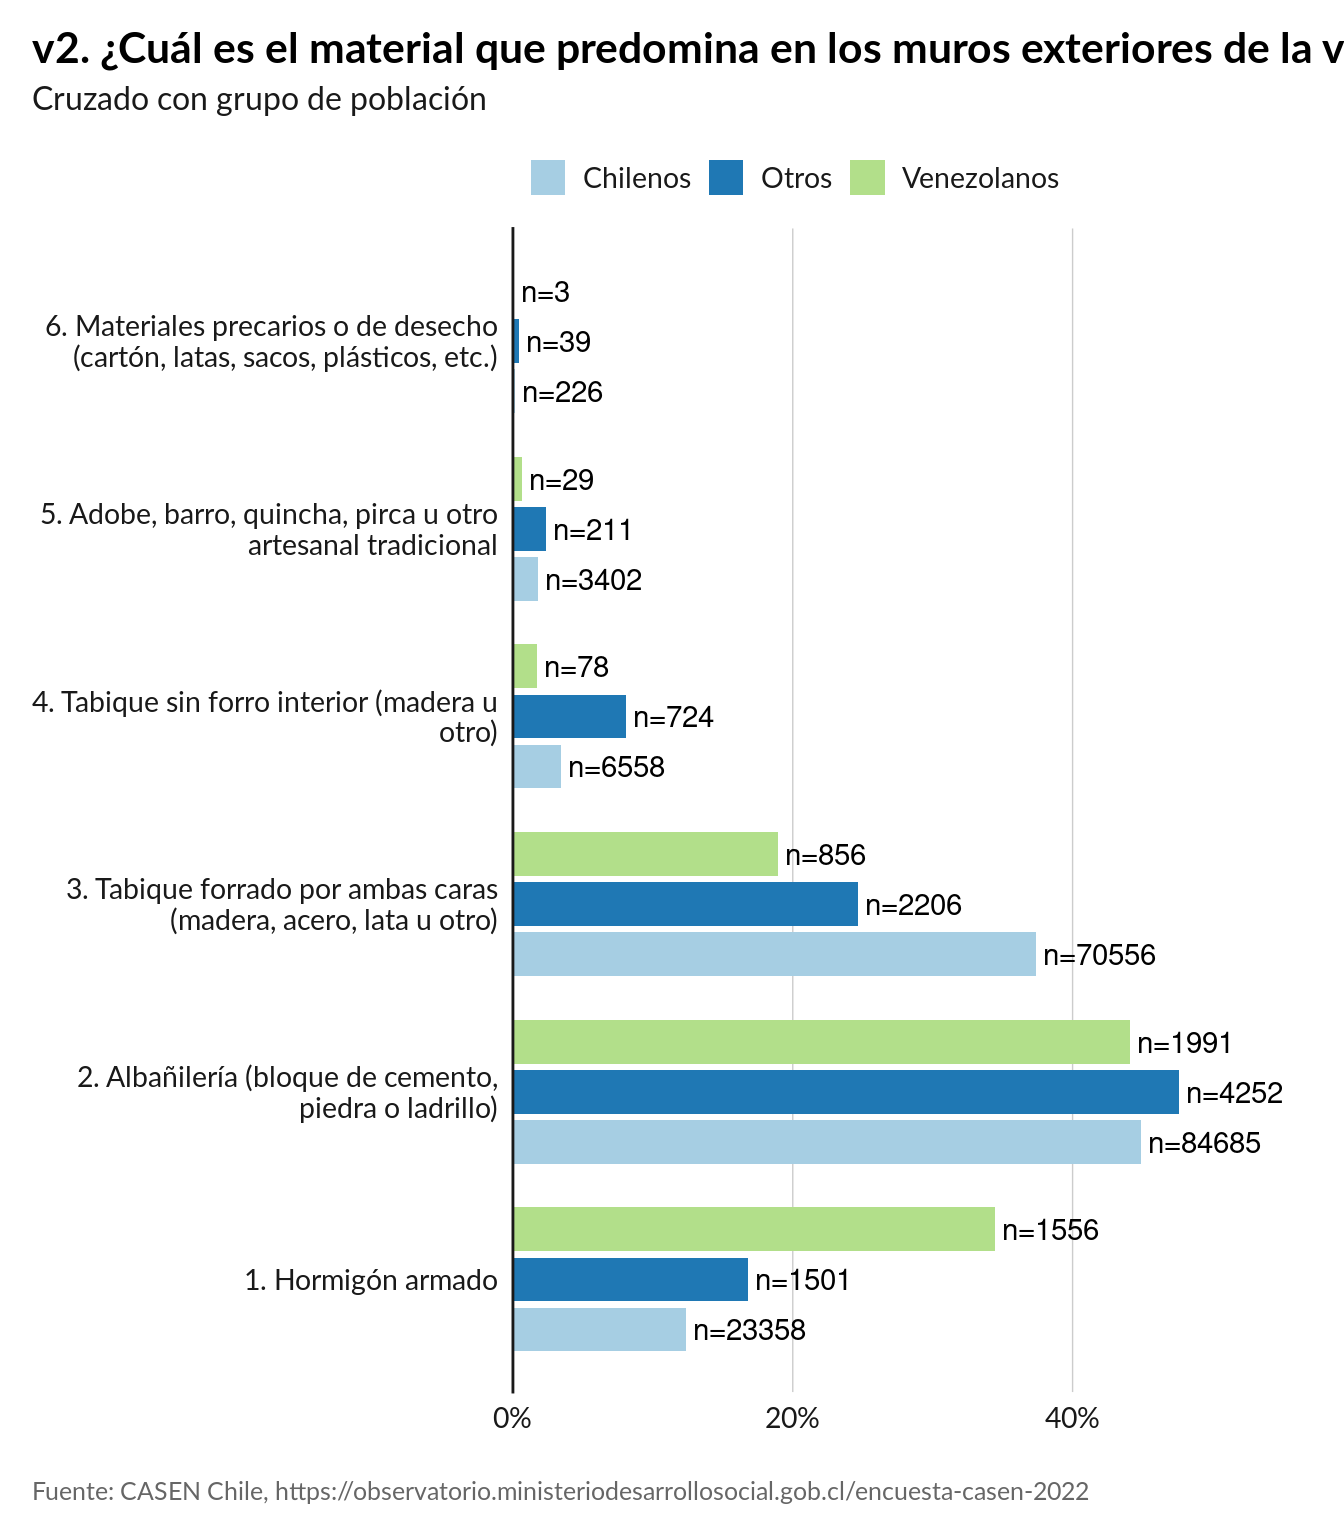 v2. ¿Cuál es el material que predomina en los muros exteriores de la v
Cruzado con grupo de población
Chilenos
Otros
Venezolanos
n=3
6. Materiales precarios o de desecho
(cartón, latas, sacos, plásticos, etc.)
n=39
n=226
n=29
5. Adobe, barro, quincha, pirca u otro
artesanal tradicional
n=211
n=3402
n=78
4. Tabique sin forro interior (madera u
otro)
n=724
n=6558
n=856
3. Tabique forrado por ambas caras
(madera, acero, lata u otro)
n=2206
n=70556
n=1991
2. Albañilería (bloque de cemento,
piedra o ladrillo)
n=4252
n=84685
n=1556
1. Hormigón armado
n=1501
n=23358
0%
20%
40%
Fuente: CASEN Chile, https://observatorio.ministeriodesarrollosocial.gob.cl/encuesta-casen-2022